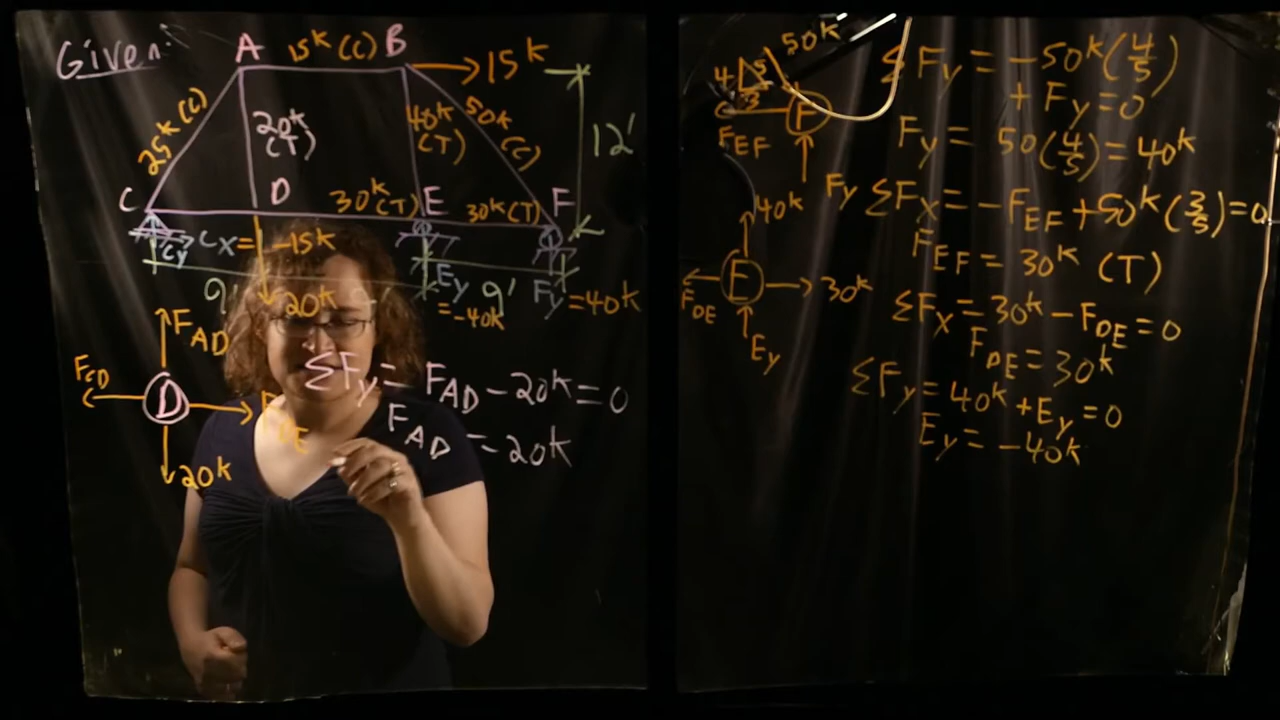 Given:
A 15k (C) B
15k
25k (C)
20k (T)
40k (T)
50k (C)
12'
C D 30k (T) E 30k (T) F
Cx = -15k
Cy
20k
9' 9'
Ey = -40k
Fy = 40k
FAD
FCD D FDE
20k
ΣFy = FAD - 20k = 0
FAD = 20k
50k
4 5 3
FEF F
Fy
ΣFy = -50k(4/5) + Fy = 0
Fy = 50(4/5) = 40k
ΣFx = -FEF + 50k(3/5) = 0
FEF = 30k (T)
40k
FDE E 30k
Ey
ΣFx = 30k - FDE = 0
FDE = 30k
ΣFy = 40k + Ey = 0
Ey = -40k